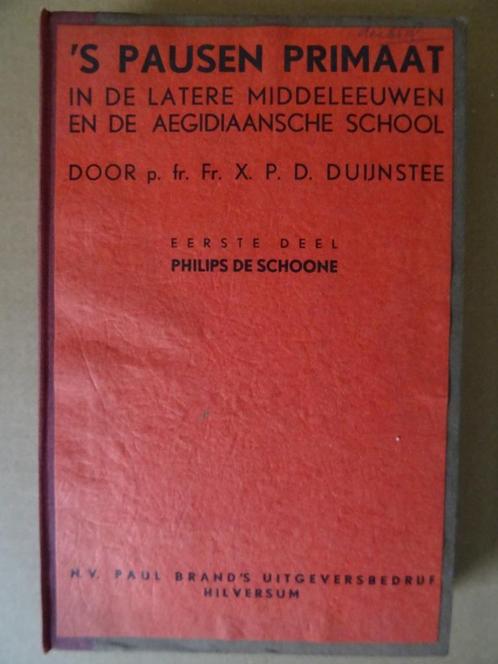 'S PAUSEN PRIMAAT
IN DE LATERE MIDDELEEUWEN
EN DE AEGIDIAANSCHE SCHOOL
DOOR p. fr. Fr. X. P. D. DUIJNSTEE
EERSTE DEEL
PHILIPS DE SCHOONE
N.V. PAUL BRAND'S UITGEVERSBEDRIJF
HILVERSUM